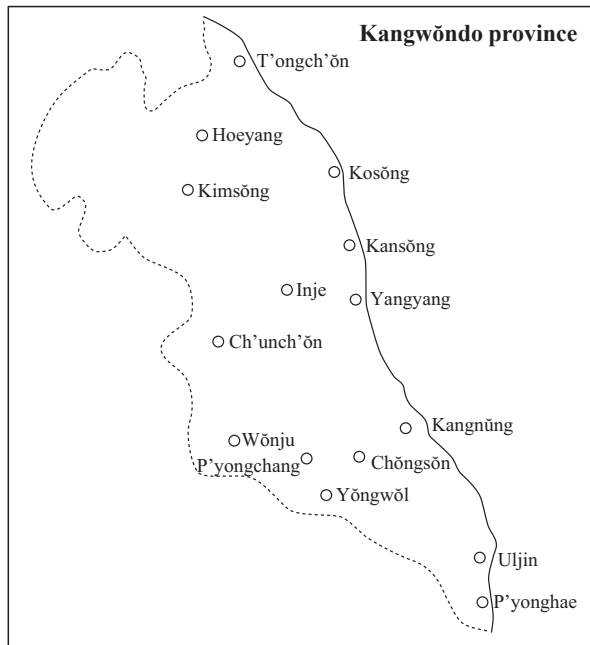 Kangwŏndo province
T’ongch’ŏn
Hoeyang
Kosŏng
Kimsŏng
Kansŏng
Inje
Yangyang
Ch’unch’ŏn
Kangnŭng
Wŏnju
P’yongchang
Chŏngsŏn
Yŏngwŏl
Uljin
P’yonghae